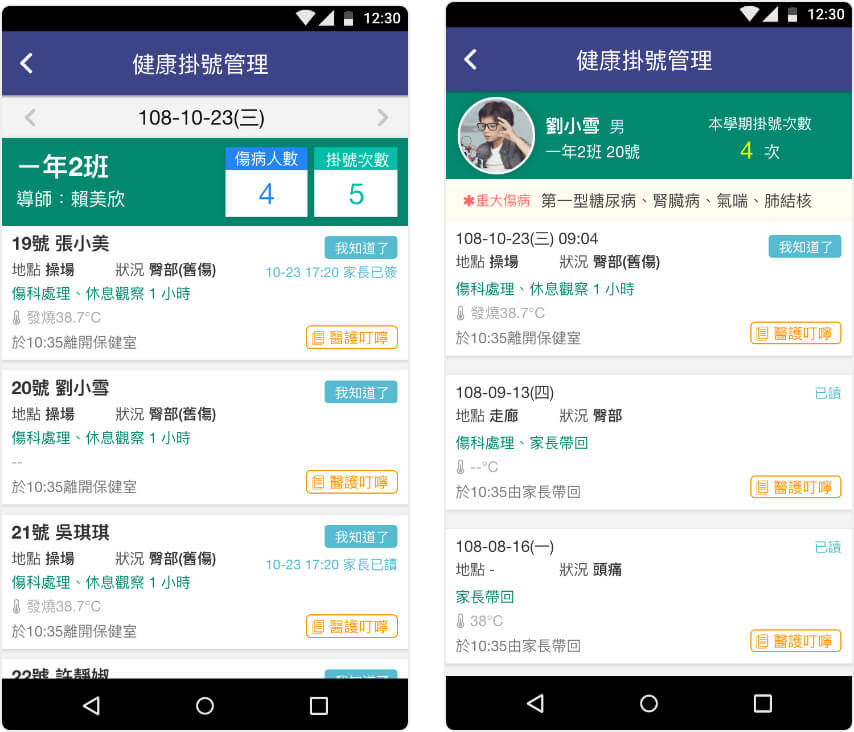 12:30
健康掛號管理
108-10-23(三)
一年2班
導師：賴美欣
傷病人數
4
掛號次數
5
19號 張小美
我知道了
地點 操場 狀況 臀部(舊傷)
10-23 17:20 家長已簽
傷科處理、休息觀察 1 小時
發燒38.7°C
於10:35離開保健室
醫護叮嚀
20號 劉小雪
我知道了
地點 操場 狀況 臀部(舊傷)
傷科處理、休息觀察 1 小時
--
於10:35離開保健室
醫護叮嚀
21號 吳琪琪
我知道了
地點 操場 狀況 臀部(舊傷)
10-23 17:20 家長已讀
傷科處理、休息觀察 1 小時
發燒38.7°C
於10:35離開保健室
醫護叮嚀
22號 許靜娟
我知道了
12:30
健康掛號管理
劉小雪 男
一年2班 20號
本學期掛號次數
4 次
✱重大傷病 第一型糖尿病、腎臟病、氣喘、肺結核
108-10-23(三) 09:04
我知道了
地點 操場 狀況 臀部(舊傷)
傷科處理、休息觀察 1 小時
發燒38.7°C
於10:35離開保健室
醫護叮嚀
108-09-13(四)
已讀
地點 走廊 狀況 臀部
傷科處理、家長帶回
--°C
於10:35由家長帶回
醫護叮嚀
108-08-16(一)
已讀
地點 - 狀況 頭痛
家長帶回
38°C
於10:35由家長帶回
醫護叮嚀